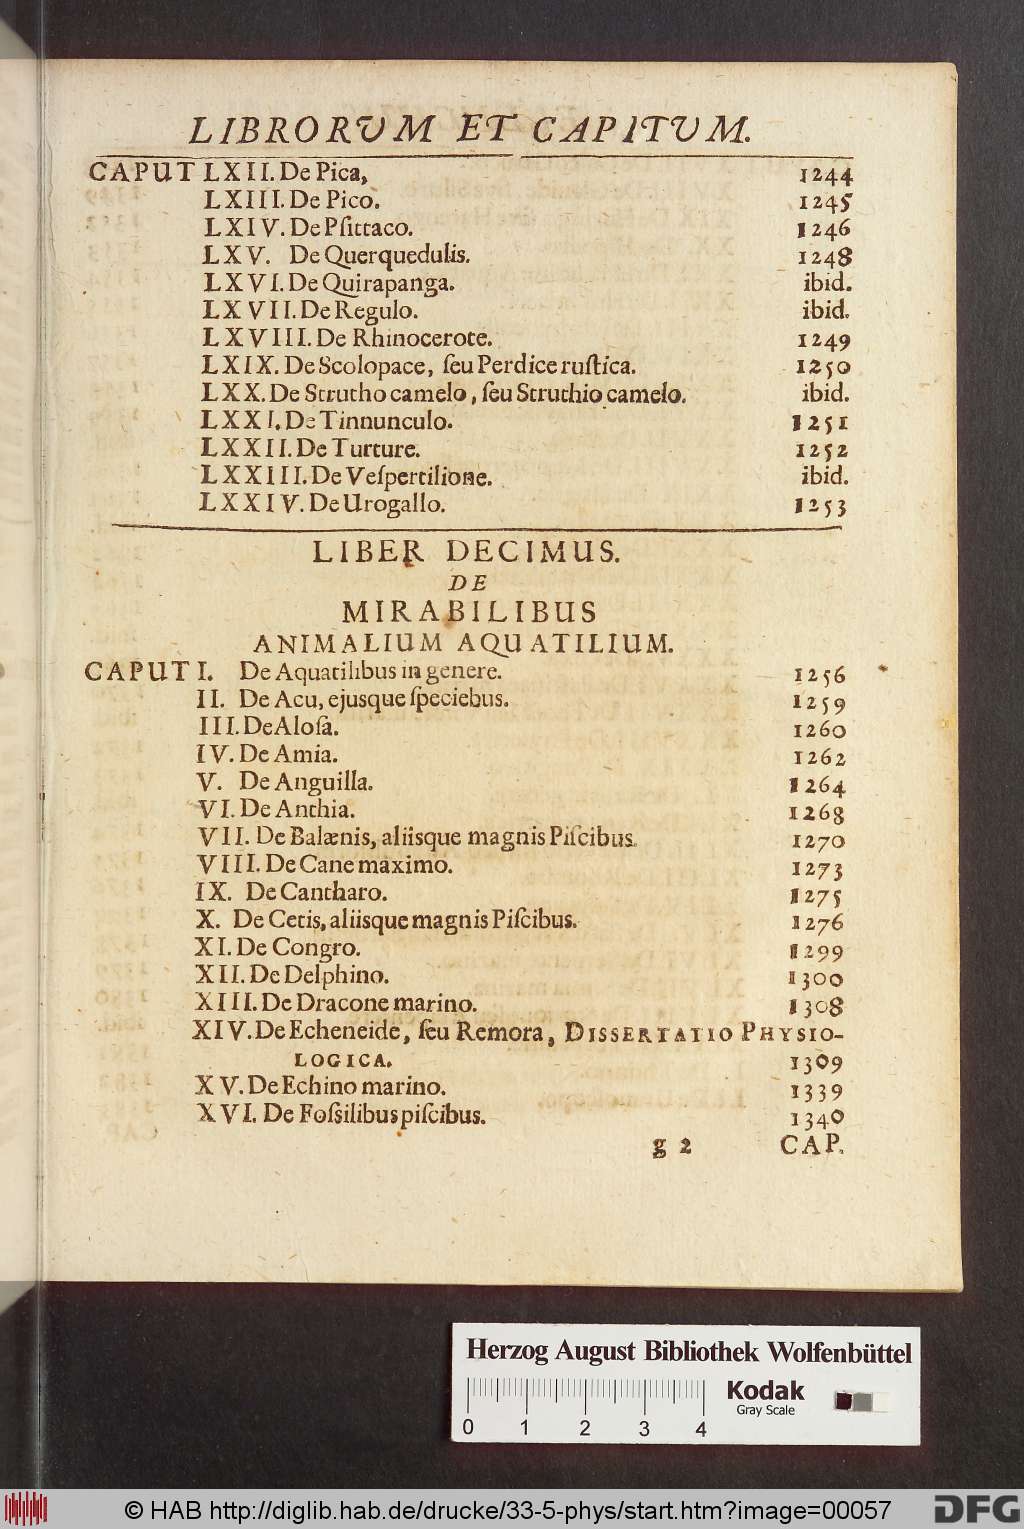 LIBRORVM ET CAPITVM.
CAPUT LXII. De Pica, 1244
LXIII. De Pico. 1245
LXIV. De Pſittaco. 1246
LXV. De Querquedulis. 1248
LXVI. De Quirapanga. ibid.
LXVII. De Regulo. ibid.
LXVIII. De Rhinocerote. 1249
LXIX. De Scolopace, ſeu Perdice ruſtica. 1250
LXX. De Strutho camelo, ſeu Struthio camelo. ibid.
LXXI. De Tinnunculo. 1251
LXXII. De Turture. 1252
LXXIII. De Veſpertilione. ibid.
LXXIV. De Urogallo. 1253
LIBER DECIMUS.
DE
MIRABILIBUS
ANIMALIUM AQUATILIUM.
CAPUT I. De Aquatilibus in genere. 1256
II. De Acu, ejusque ſpeciebus. 1259
III. De Aloſa. 1260
IV. De Amia. 1262
V. De Anguilla. 1264
VI. De Anthia. 1268
VII. De Balænis, aliisque magnis Piſcibus. 1270
VIII. De Cane maximo. 1273
IX. De Cantharo. 1275
X. De Cetis, aliisque magnis Piſcibus. 1276
XI. De Congro. 1299
XII. De Delphino. 1300
XIII. De Dracone marino. 1308
XIV. De Echeneide, ſeu Remora, DISSERTATIO PHYSIO-
LOGICA. 1309
XV. De Echino marino. 1339
XVI. De Foſſilibus piſcibus. 1340
g 2 CAP.
Herzog August Bibliothek Wolfenbüttel
Kodak
Gray Scale
0 1 2 3 4
© HAB http://diglib.hab.de/drucke/33-5-phys/start.htm?image=00057
DFG